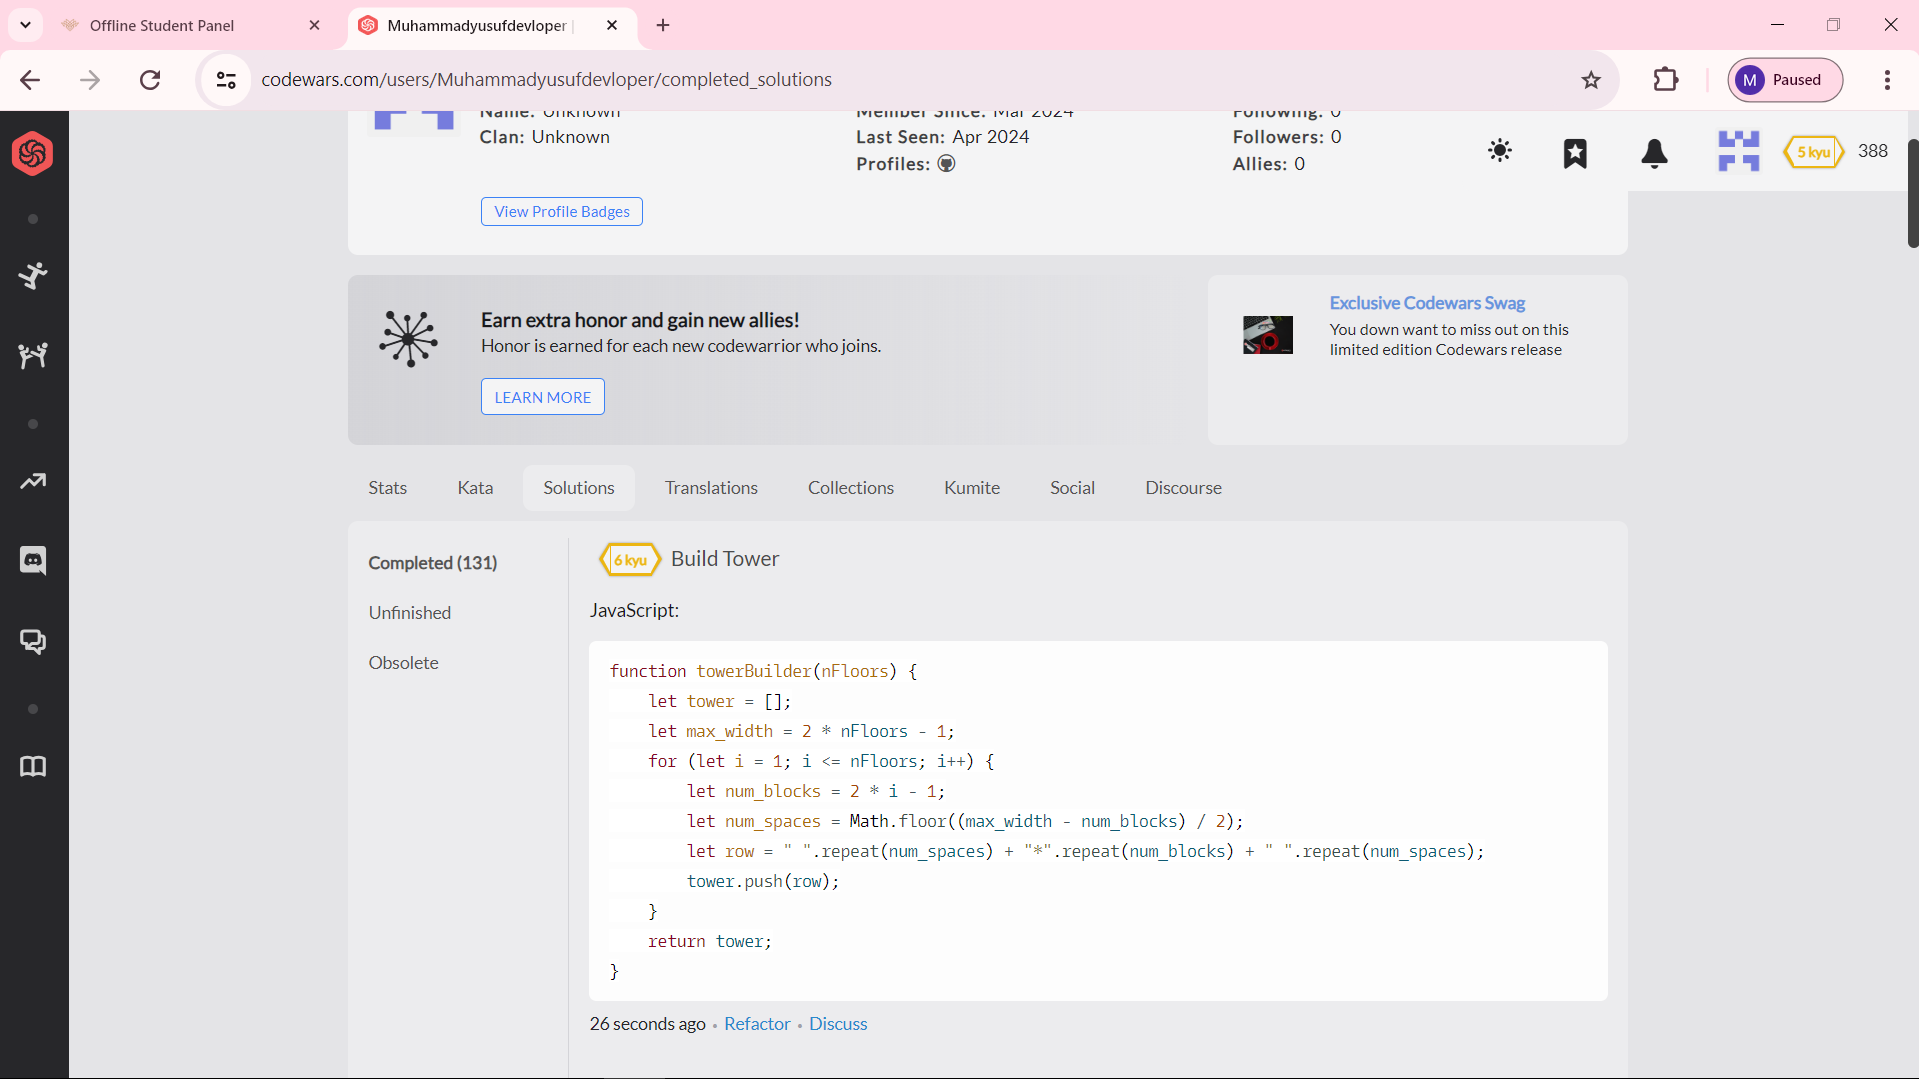 Offline Student Panel
Muhammadyusufdevloper |
codewars.com/users/Muhammadyusufdevloper/completed_solutions
M Paused
Name: Unknown
Clan: Unknown
Member Since: Mar 2024
Last Seen: Apr 2024
Profiles:
Following: 0
Followers: 0
Allies: 0
5 kyu 388
View Profile Badges
Earn extra honor and gain new allies!
Honor is earned for each new codewarrior who joins.
LEARN MORE
Exclusive Codewars Swag
You down want to miss out on this
limited edition Codewars release
Stats Kata Solutions Translations Collections Kumite Social Discourse
Completed (131)
Unfinished
Obsolete
6 kyu Build Tower
JavaScript:
function towerBuilder(nFloors) {
    let tower = [];
    let max_width = 2 * nFloors - 1;
    for (let i = 1; i <= nFloors; i++) {
        let num_blocks = 2 * i - 1;
        let num_spaces = Math.floor((max_width - num_blocks) / 2);
        let row = " ".repeat(num_spaces) + "*".repeat(num_blocks) + " ".repeat(num_spaces);
        tower.push(row);
    }
    return tower;
}
26 seconds ago • Refactor • Discuss